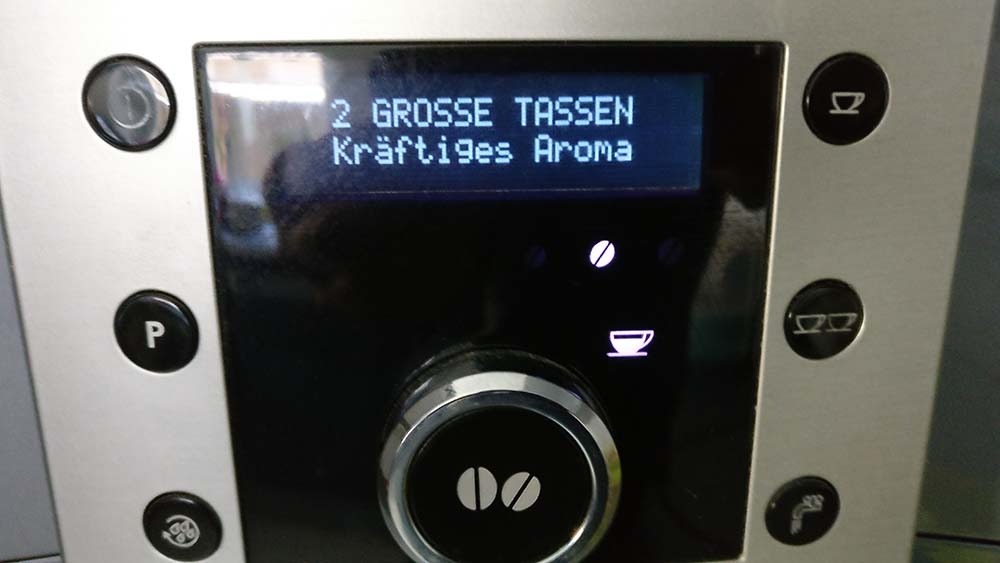 2 GROSSE TASSEN
Kräftiges Aroma
P